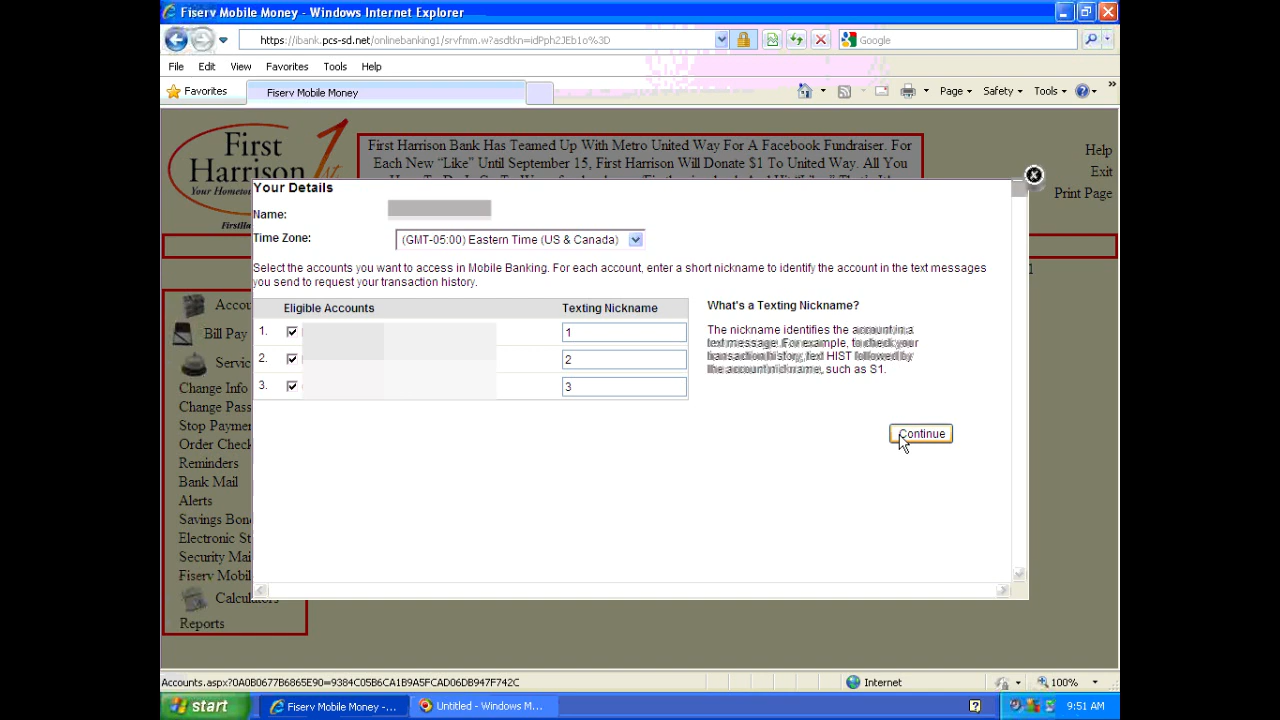 Fiserv Mobile Money - Windows Internet Explorer
https://ibank.pcs-sd.net/onlinebanking1/srvfmm.w?asdtkn=idPph2JEb1o%3D
Google
File Edit View Favorites Tools Help
Favorites
Fiserv Mobile Money
Page Safety Tools
First
Harrison
1st
Your Hometo
FirstHa
First Harrison Bank Has Teamed Up With Metro United Way For A Facebook Fundraiser. For
Each New “Like” Until September 15, First Harrison Will Donate $1 To United Way. All You
Help
Exit
Print Page
Your Details
Name:
Time Zone:
(GMT-05:00) Eastern Time (US & Canada)
Select the accounts you want to access in Mobile Banking. For each account, enter a short nickname to identify the account in the text messages
you send to request your transaction history.
Eligible Accounts Texting Nickname
1. 1
2. 2
3. 3
What's a Texting Nickname?
The nickname identifies the account in a
text message. For example, to check your
transaction history, text HIST followed by
the account nickname, such as S1.
Continue
Accou
Bill Pay
Servic
Change Info
Change Pass
Stop Paymen
Order Check
Reminders
Bank Mail
Alerts
Savings Bon
Electronic St
Security Mai
Fiserv Mobil
Calculators
Reports
Accounts.aspx?0A0B0677B6865E90=9384C05B6CA1B9A5FCAD06DB947F742C
Internet
100%
start
Fiserv Mobile Money -...
Untitled - Windows M...
9:51 AM